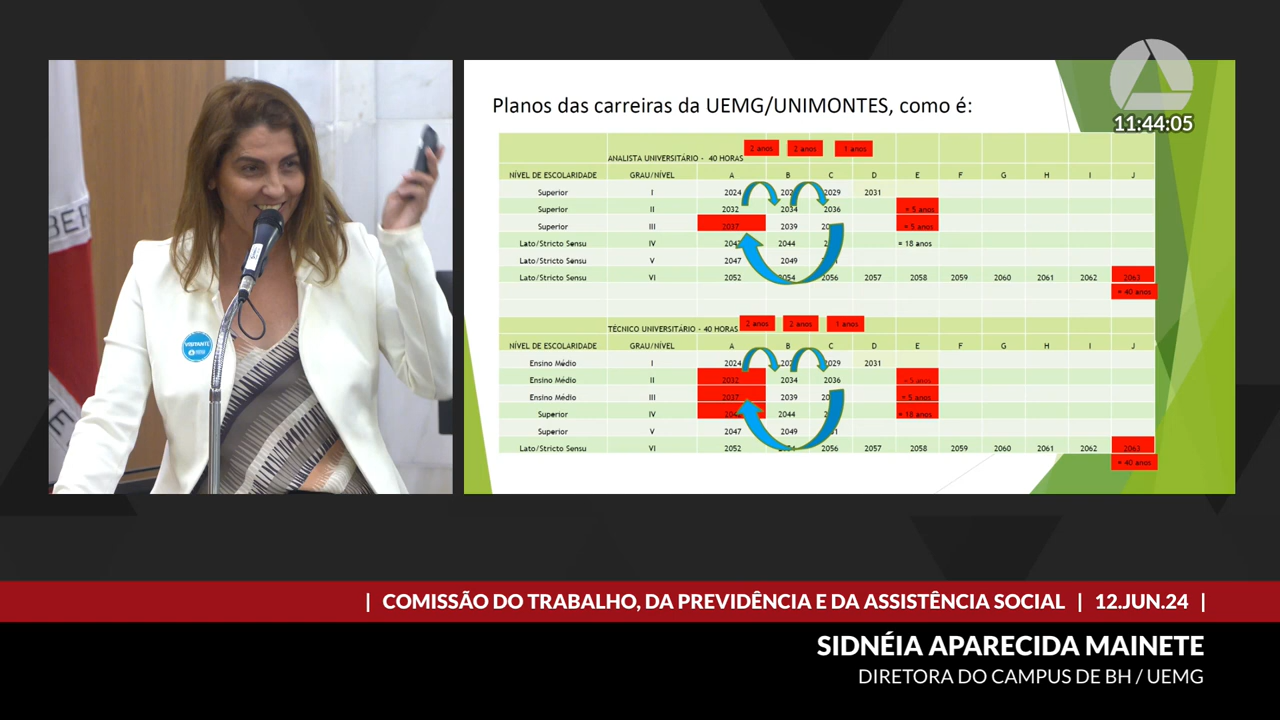 Planos das carreiras da UEMG/UNIMONTES, como é:
11:44:05
2 anos 2 anos 1 ano
ANALISTA UNIVERSITÁRIO - 40 HORAS
NÍVEL DE ESCOLARIDADE GRAU/NÍVEL A B C D E F G H I J
Superior I 2024 2029 2031
Superior II 2032 2034 2036 = 5 anos
Superior III 2037 2039 = 5 anos
Lato/Stricto Sensu IV 2044 = 18 anos
Lato/Stricto Sensu V 2047 2049
Lato/Stricto Sensu VI 2052 2054 2056 2057 2058 2059 2060 2061 2062 2063
= 40 anos
2 anos 2 anos 1 anos
TÉCNICO UNIVERSITÁRIO - 40 HORAS
NÍVEL DE ESCOLARIDADE GRAU/NÍVEL A B C D E F G H I J
Ensino Médio I 2024 2029 2031
Ensino Médio II 2032 2034 2036 = 5 anos
Ensino Médio III 2037 2039 = 5 anos
Superior IV 2044 = 18 anos
Superior V 2047 2049
Lato/Stricto Sensu VI 2052 2056 2057 2058 2059 2060 2061 2062 2063
= 40 anos
VISITANTE
| COMISSÃO DO TRABALHO, DA PREVIDÊNCIA E DA ASSISTÊNCIA SOCIAL | 12.JUN.24 |
SIDNÉIA APARECIDA MAINETE
DIRETORA DO CAMPUS DE BH / UEMG